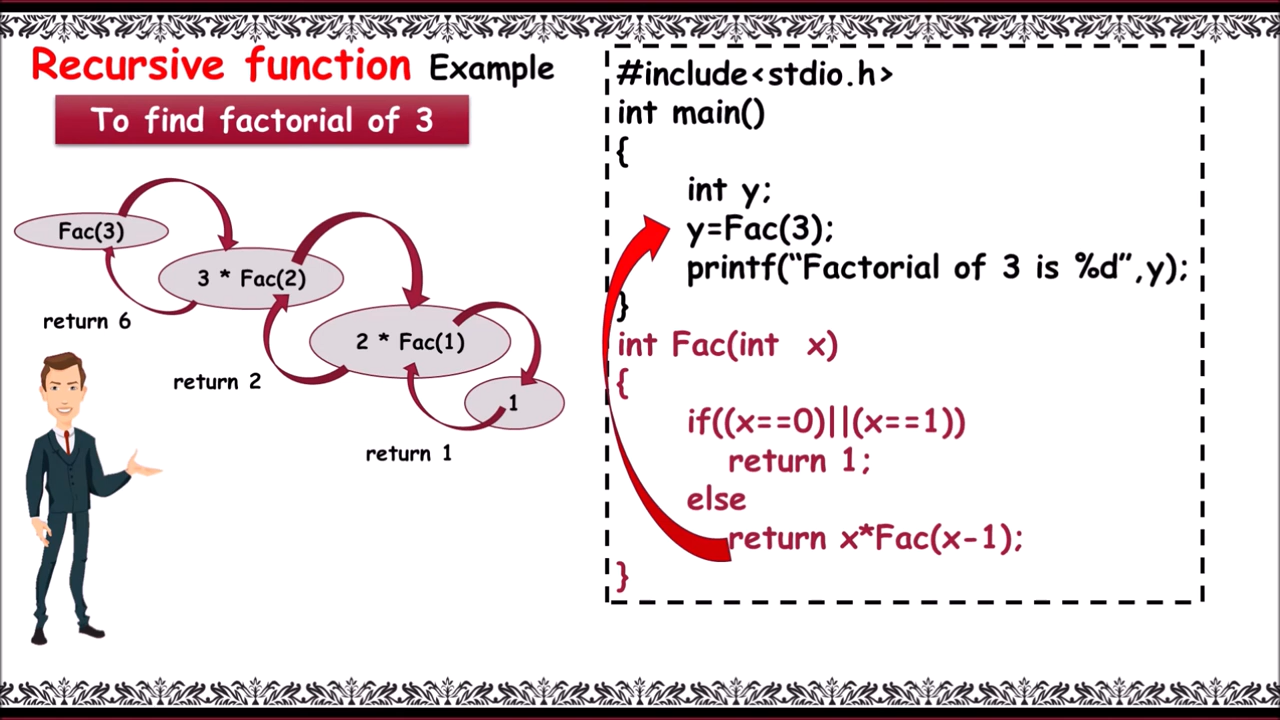 Recursive function Example
To find factorial of 3
Fac(3)
3 * Fac(2)
return 6
2 * Fac(1)
return 2
1
return 1
#include<stdio.h>
int main()
{
int y;
y=Fac(3);
printf(“Factorial of 3 is %d”,y);
}
int Fac(int x)
{
if((x==0)||(x==1))
return 1;
else
return x*Fac(x-1);
}